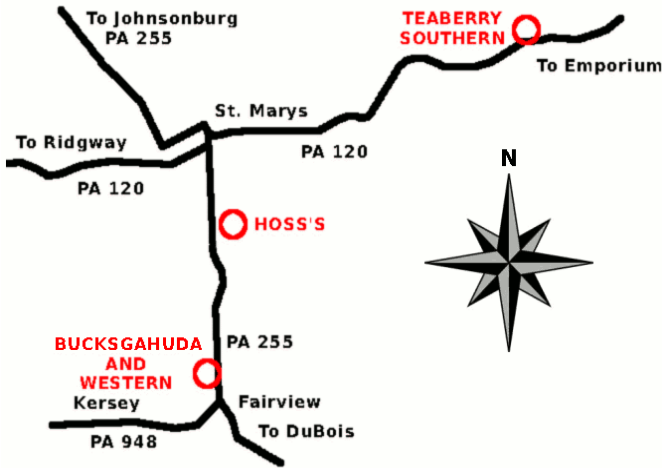 To Johnsonburg
PA 255
TEABERRY
SOUTHERN
To Emporium
St. Marys
To Ridgway
PA 120
PA 120
N
HOSS'S
BUCKSGAHUDA
AND
WESTERN
PA 255
Kersey
Fairview
PA 948
To DuBois